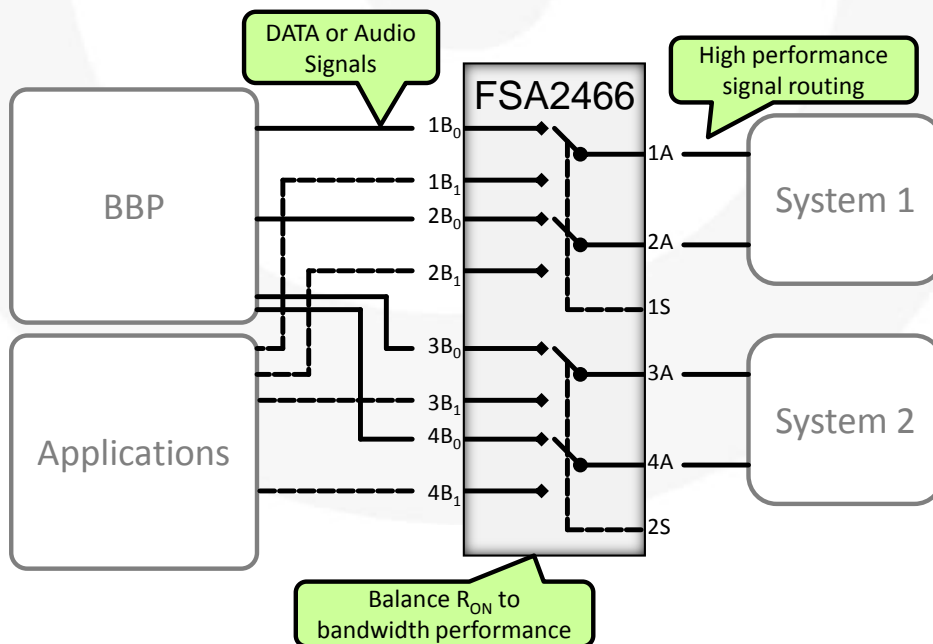 DATA or Audio
Signals
High performance
signal routing
FSA2466
BBP
Applications
1B₀
1B₁
2B₀
2B₁
3B₀
3B₁
4B₀
4B₁
1A
2A
1S
3A
4A
2S
System 1
System 2
Balance R_ON to
bandwidth performance